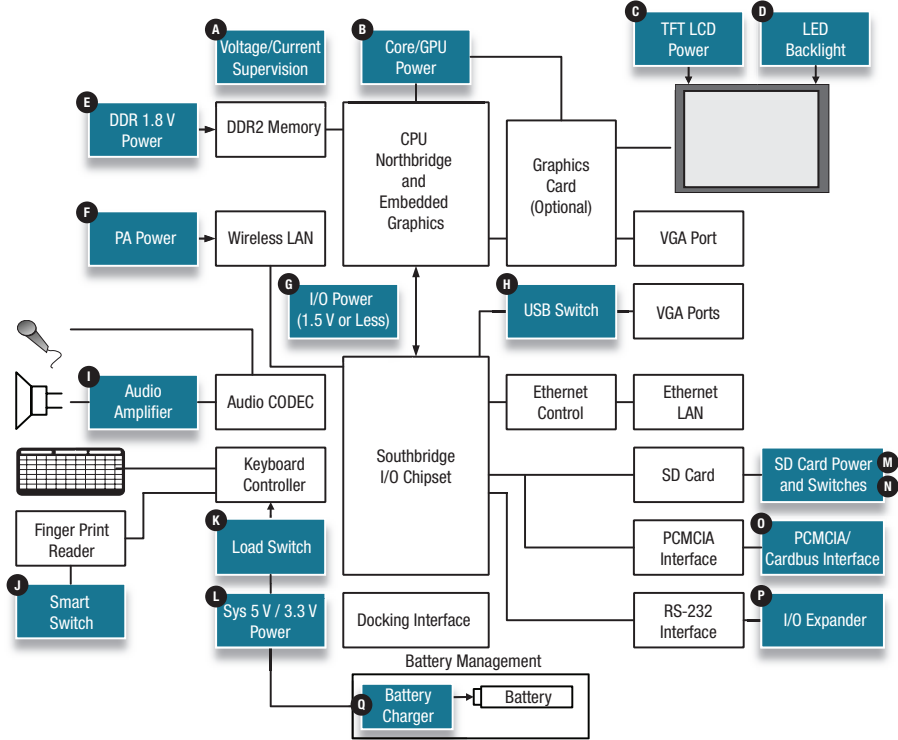 A
Voltage/Current
Supervision
B
Core/GPU
Power
C
TFT LCD
Power
D
LED
Backlight
E
DDR 1.8 V
Power
DDR2 Memory
CPU
Northbridge
and
Embedded
Graphics
Graphics
Card
(Optional)
F
PA Power
Wireless LAN
VGA Port
G
I/O Power
(1.5 V or Less)
H
USB Switch
VGA Ports
I
Audio
Amplifier
Audio CODEC
Ethernet
Control
Ethernet
LAN
Southbridge
I/O Chipset
Keyboard
Controller
SD Card
SD Card Power
and Switches
M
N
Finger Print
Reader
K
Load Switch
PCMCIA
Interface
O
PCMCIA/
Cardbus Interface
J
Smart
Switch
L
Sys 5 V / 3.3 V
Power
Docking Interface
RS-232
Interface
P
I/O Expander
Battery Management
Q
Battery
Charger
Battery